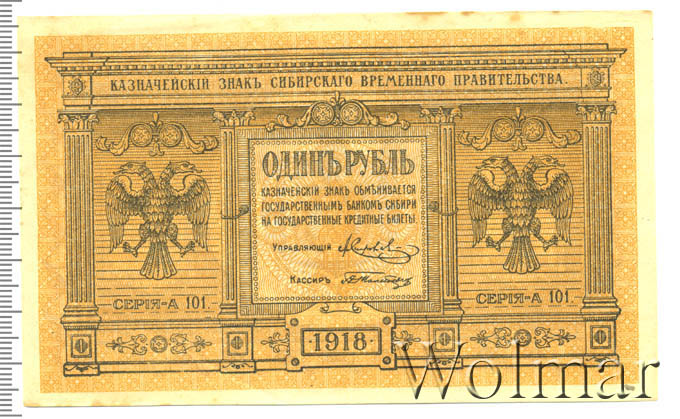 КАЗНАЧЕЙСКІЙ ЗНАКЪ СИБИРСКАГО ВРЕМЕННАГО ПРАВИТЕЛЬСТВА.
ОДИНЪ РУБЛЬ
КАЗНАЧЕЙСКІЙ ЗНАКЪ ОБМѢНИВАЕТСЯ
ГОСУДАРСТВЕННЫМЪ БАНКОМЪ СИБИРИ
НА ГОСУДАРСТВЕННЫЕ КРЕДИТНЫЕ БИЛЕТЫ.
УПРАВЛЯЮЩІЙ
КАССИРЪ
СЕРІЯ-А 101.
СЕРІЯ-А 101.
1918
Wolmar